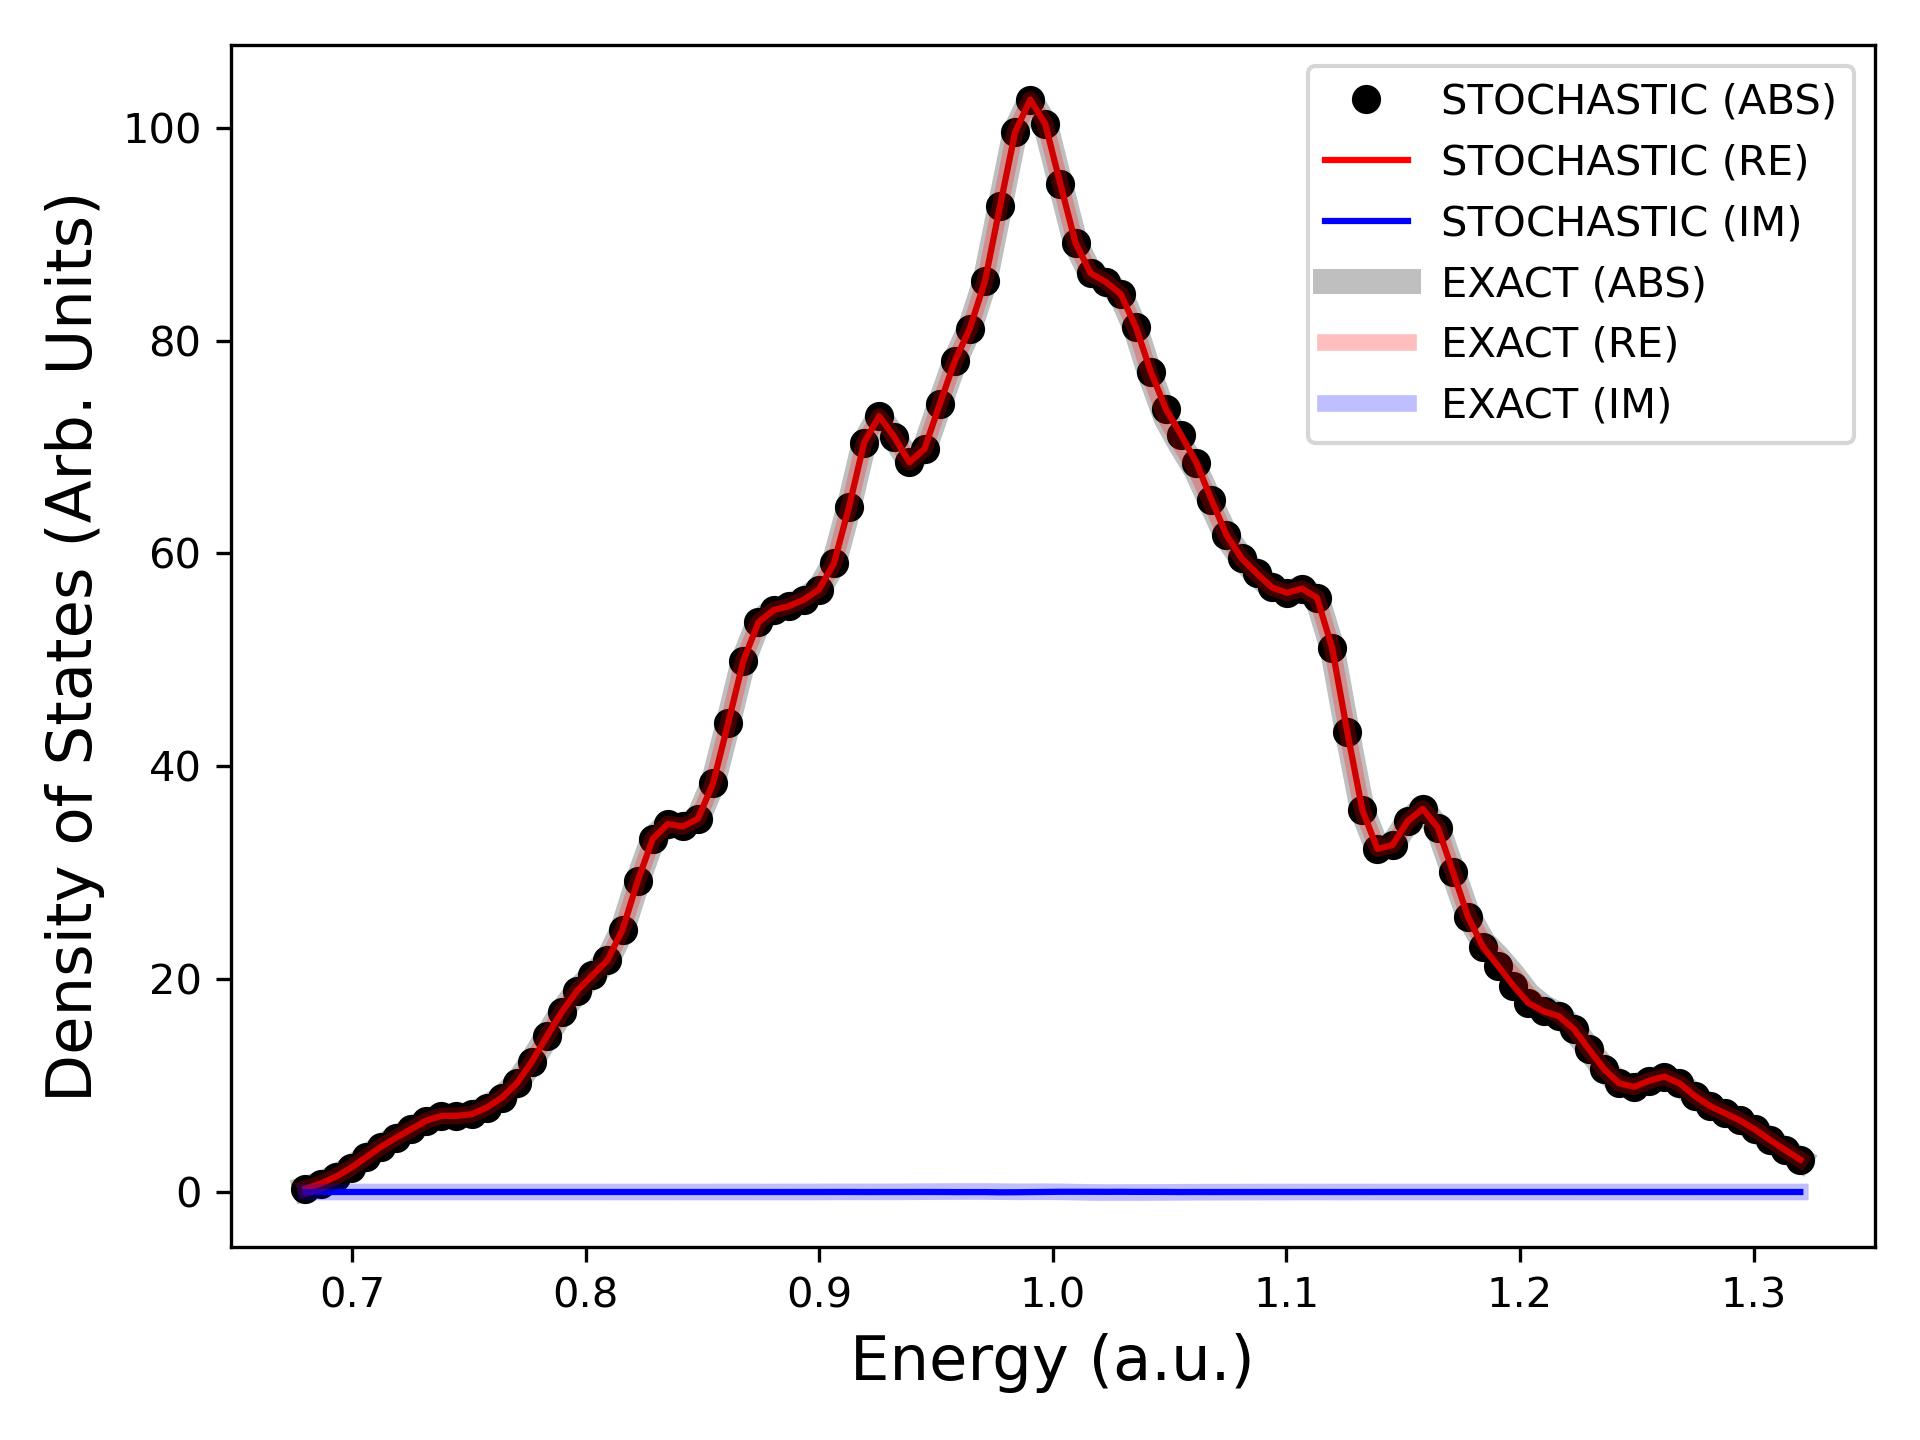 STOCHASTIC (ABS)
STOCHASTIC (RE)
STOCHASTIC (IM)
EXACT (ABS)
EXACT (RE)
EXACT (IM)
Density of States (Arb. Units)
100
80
60
40
20
0
0.7 0.8 0.9 1.0 1.1 1.2 1.3
Energy (a.u.)